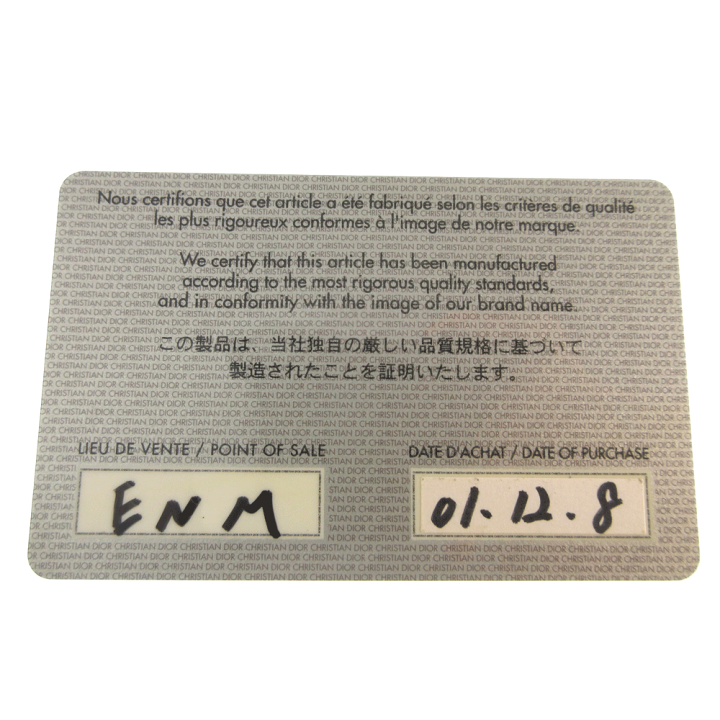 Nous certifions que cet article a été fabriqué selon les critères de qualité
les plus rigoureux conformes à l'image de notre marque.
We certify that this article has been manufactured
according to the most rigorous quality standards,
and in conformity with the image of our brand name.
この製品は、当社独自の厳しい品質規格に基づいて
製造されたことを証明いたします。
LIEU DE VENTE / POINT OF SALE
DATE D'ACHAT / DATE OF PURCHASE
ENM
01.12.8